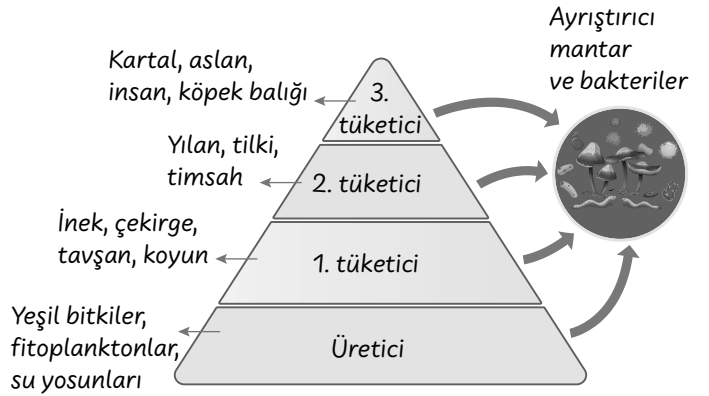 Ayrıştırıcı
mantar
ve bakteriler
Kartal, aslan,
insan, köpek balığı
3.
tüketici
Yılan, tilki,
timsah
2. tüketici
İnek, çekirge,
tavşan, koyun
1. tüketici
Yeşil bitkiler,
fitoplanktonlar,
su yosunları
Üretici